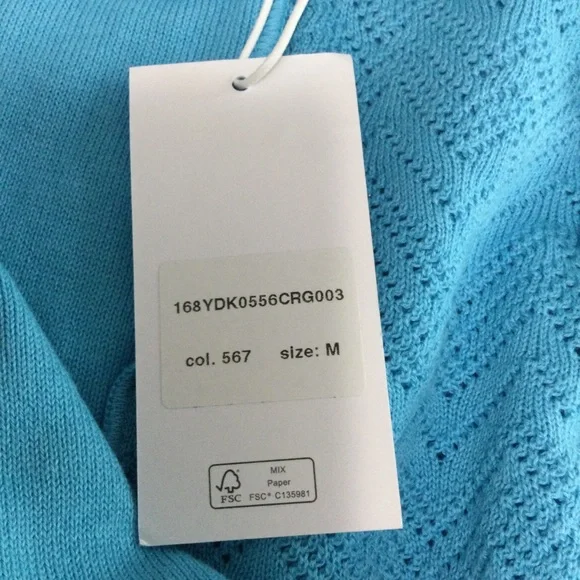 168YDK0556CRG003
col. 567 size: M
MIX
Paper
FSC FSC® C135981